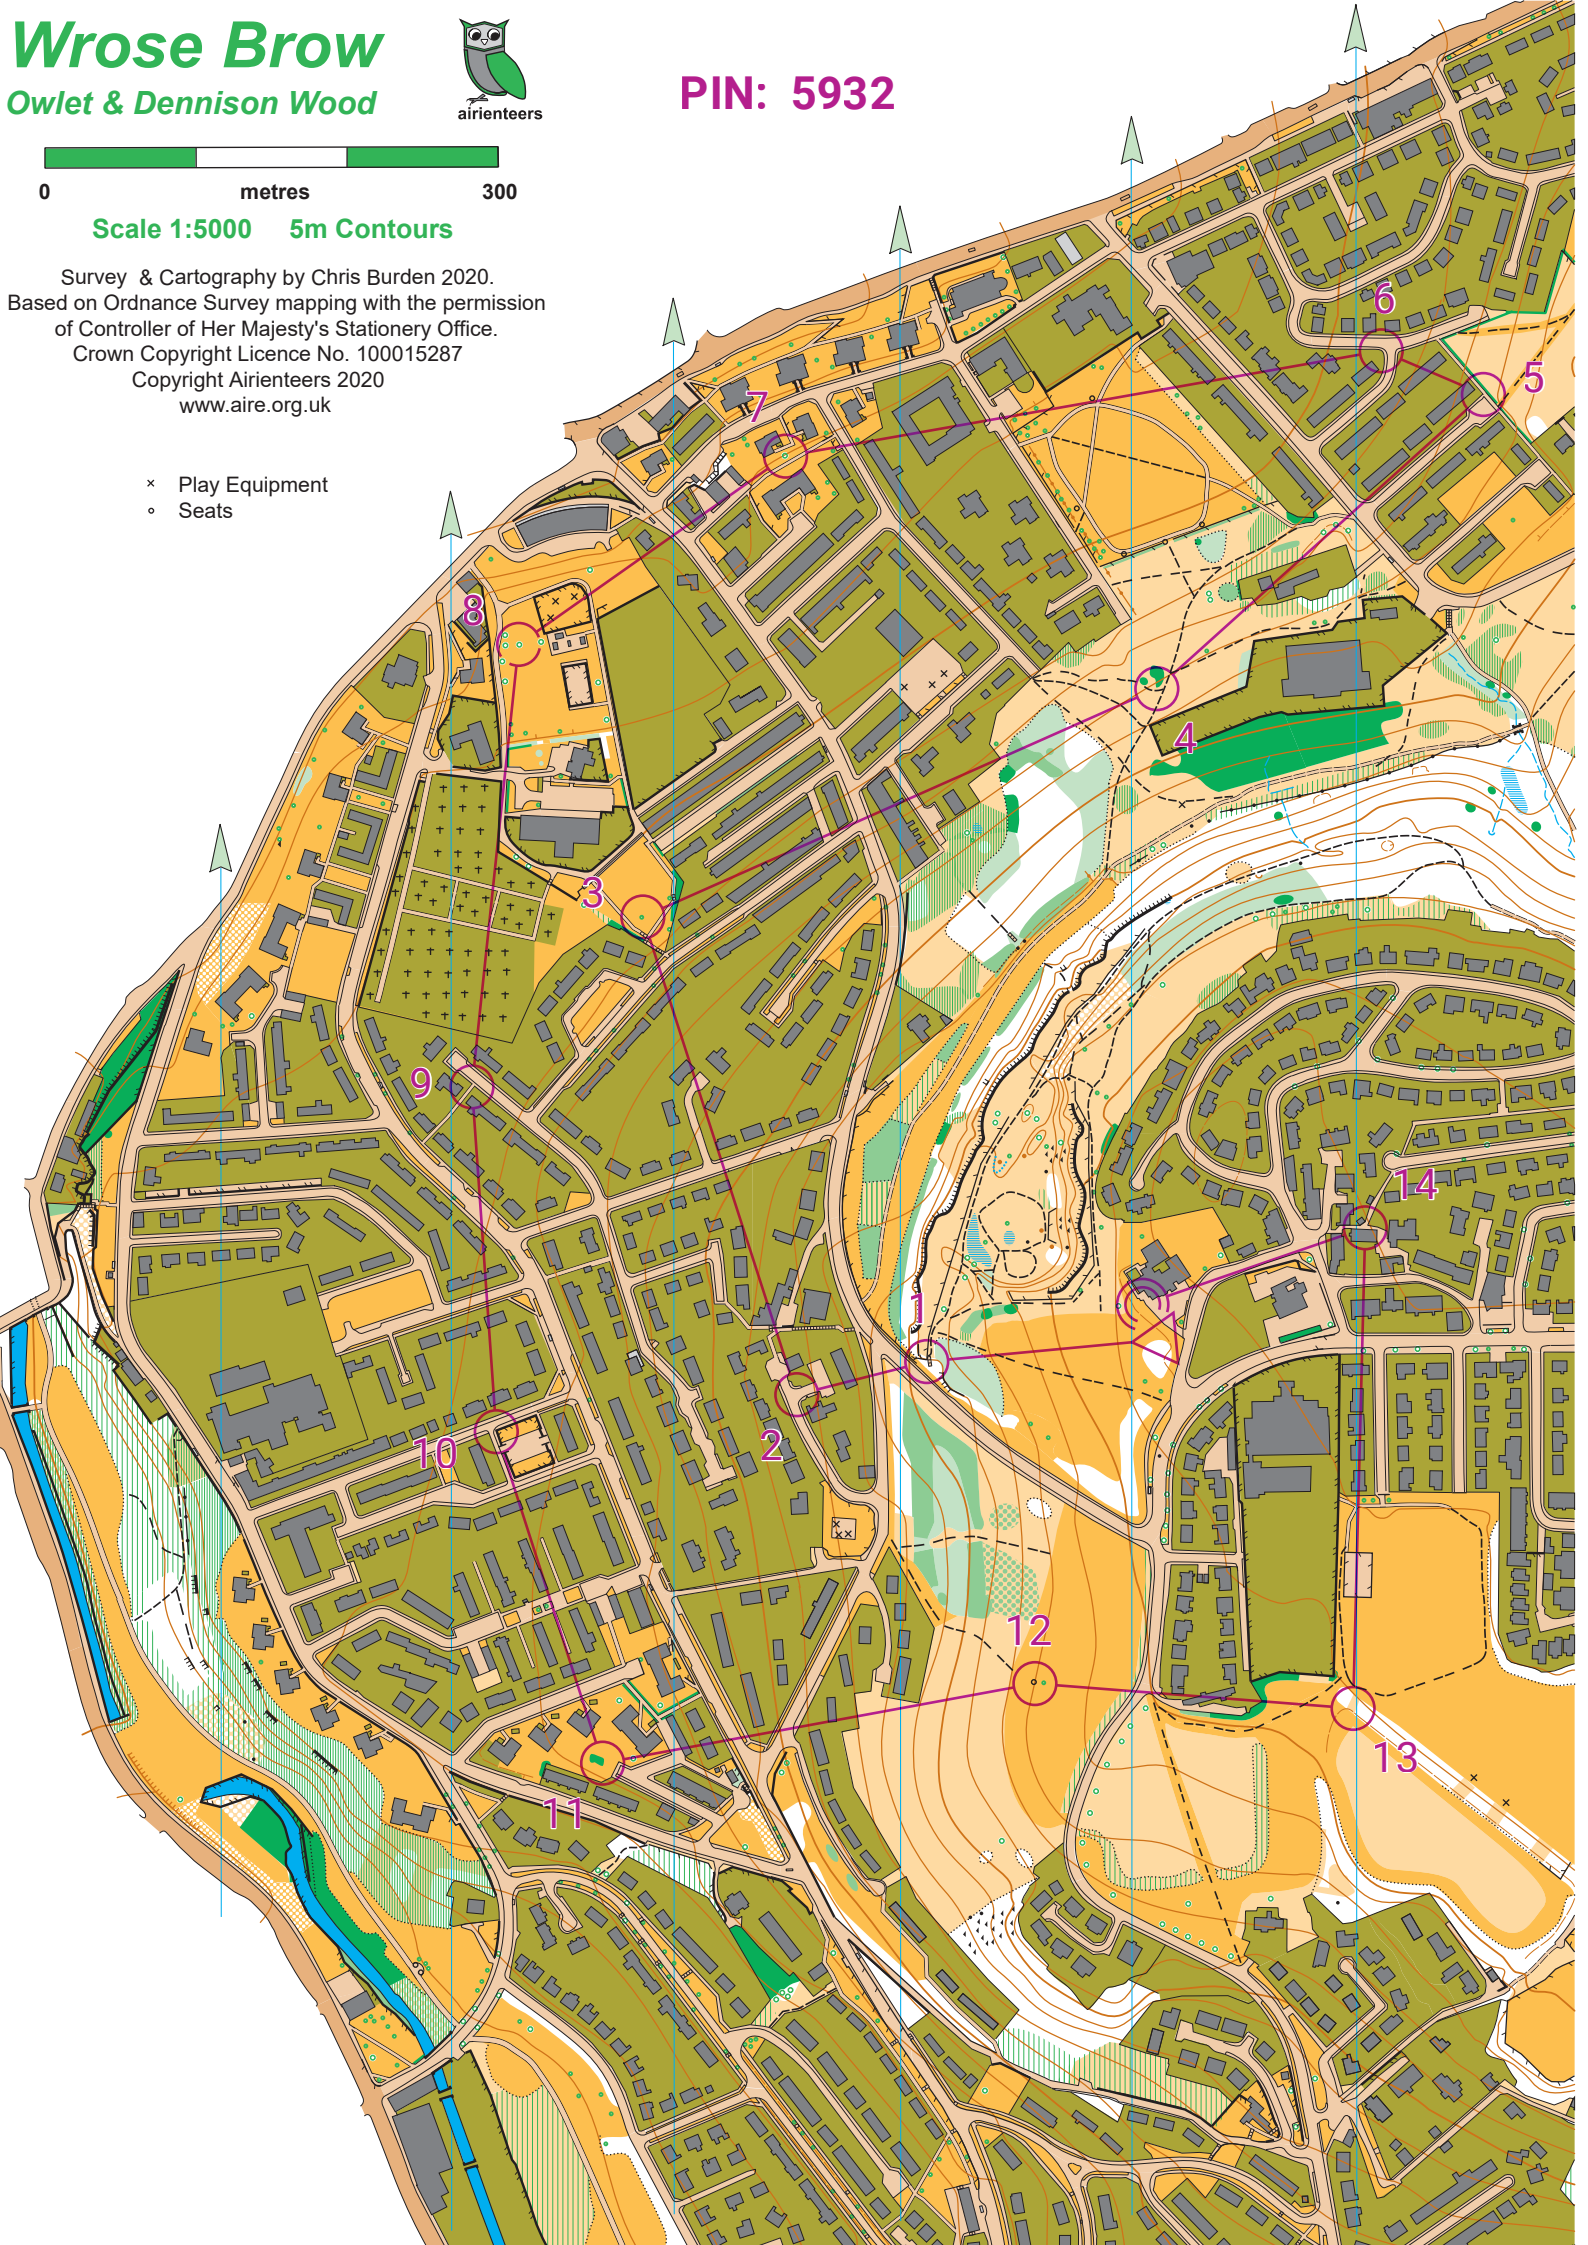 Wrose Brow
Owlet & Dennison Wood
airienteers
PIN: 5932
0 metres 300
Scale 1:5000 5m Contours
Survey & Cartography by Chris Burden 2020.
Based on Ordnance Survey mapping with the permission
of Controller of Her Majesty's Stationery Office.
Crown Copyright Licence No. 100015287
Copyright Airienteers 2020
www.aire.org.uk
× Play Equipment
o Seats
6
5
7
8
4
3
9
14
1
2
10
12
13
11